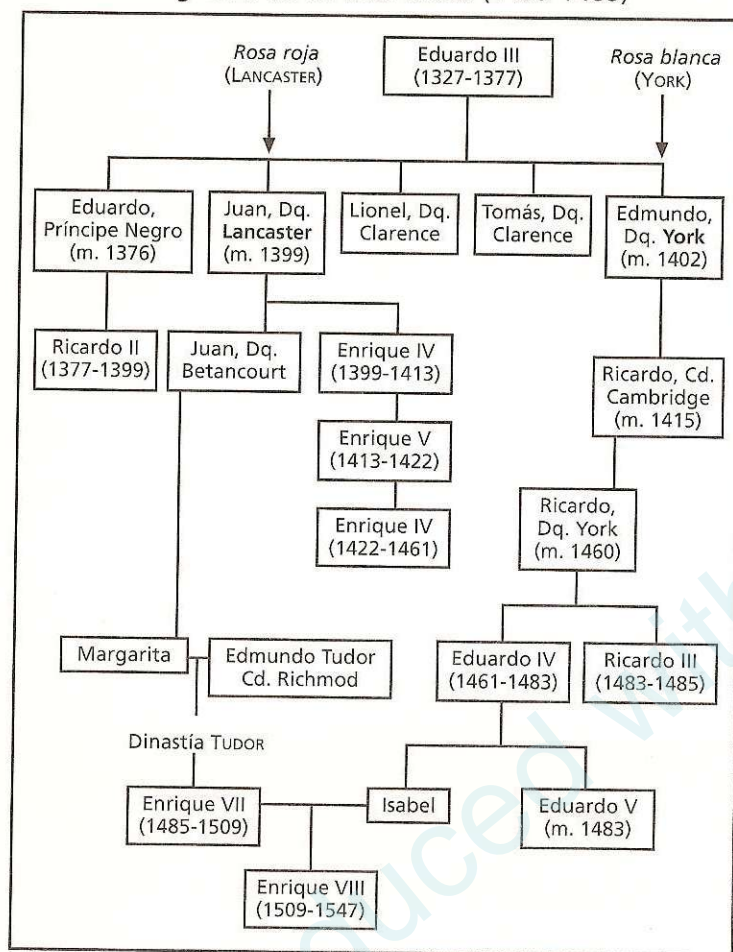 Rosa roja
(LANCASTER)
Eduardo III
(1327-1377)
Rosa blanca
(YORK)
Eduardo,
Príncipe Negro
(m. 1376)
Juan, Dq.
Lancaster
(m. 1399)
Lionel, Dq.
Clarence
Tomás, Dq.
Clarence
Edmundo,
Dq. York
(m. 1402)
Ricardo II
(1377-1399)
Juan, Dq.
Betancourt
Enrique IV
(1399-1413)
Ricardo, Cd.
Cambridge
(m. 1415)
Enrique V
(1413-1422)
Enrique IV
(1422-1461)
Ricardo,
Dq. York
(m. 1460)
Margarita
Edmundo Tudor
Cd. Richmod
Eduardo IV
(1461-1483)
Ricardo III
(1483-1485)
Dinastía TUDOR
Enrique VII
(1485-1509)
Isabel
Eduardo V
(m. 1483)
Enrique VIII
(1509-1547)